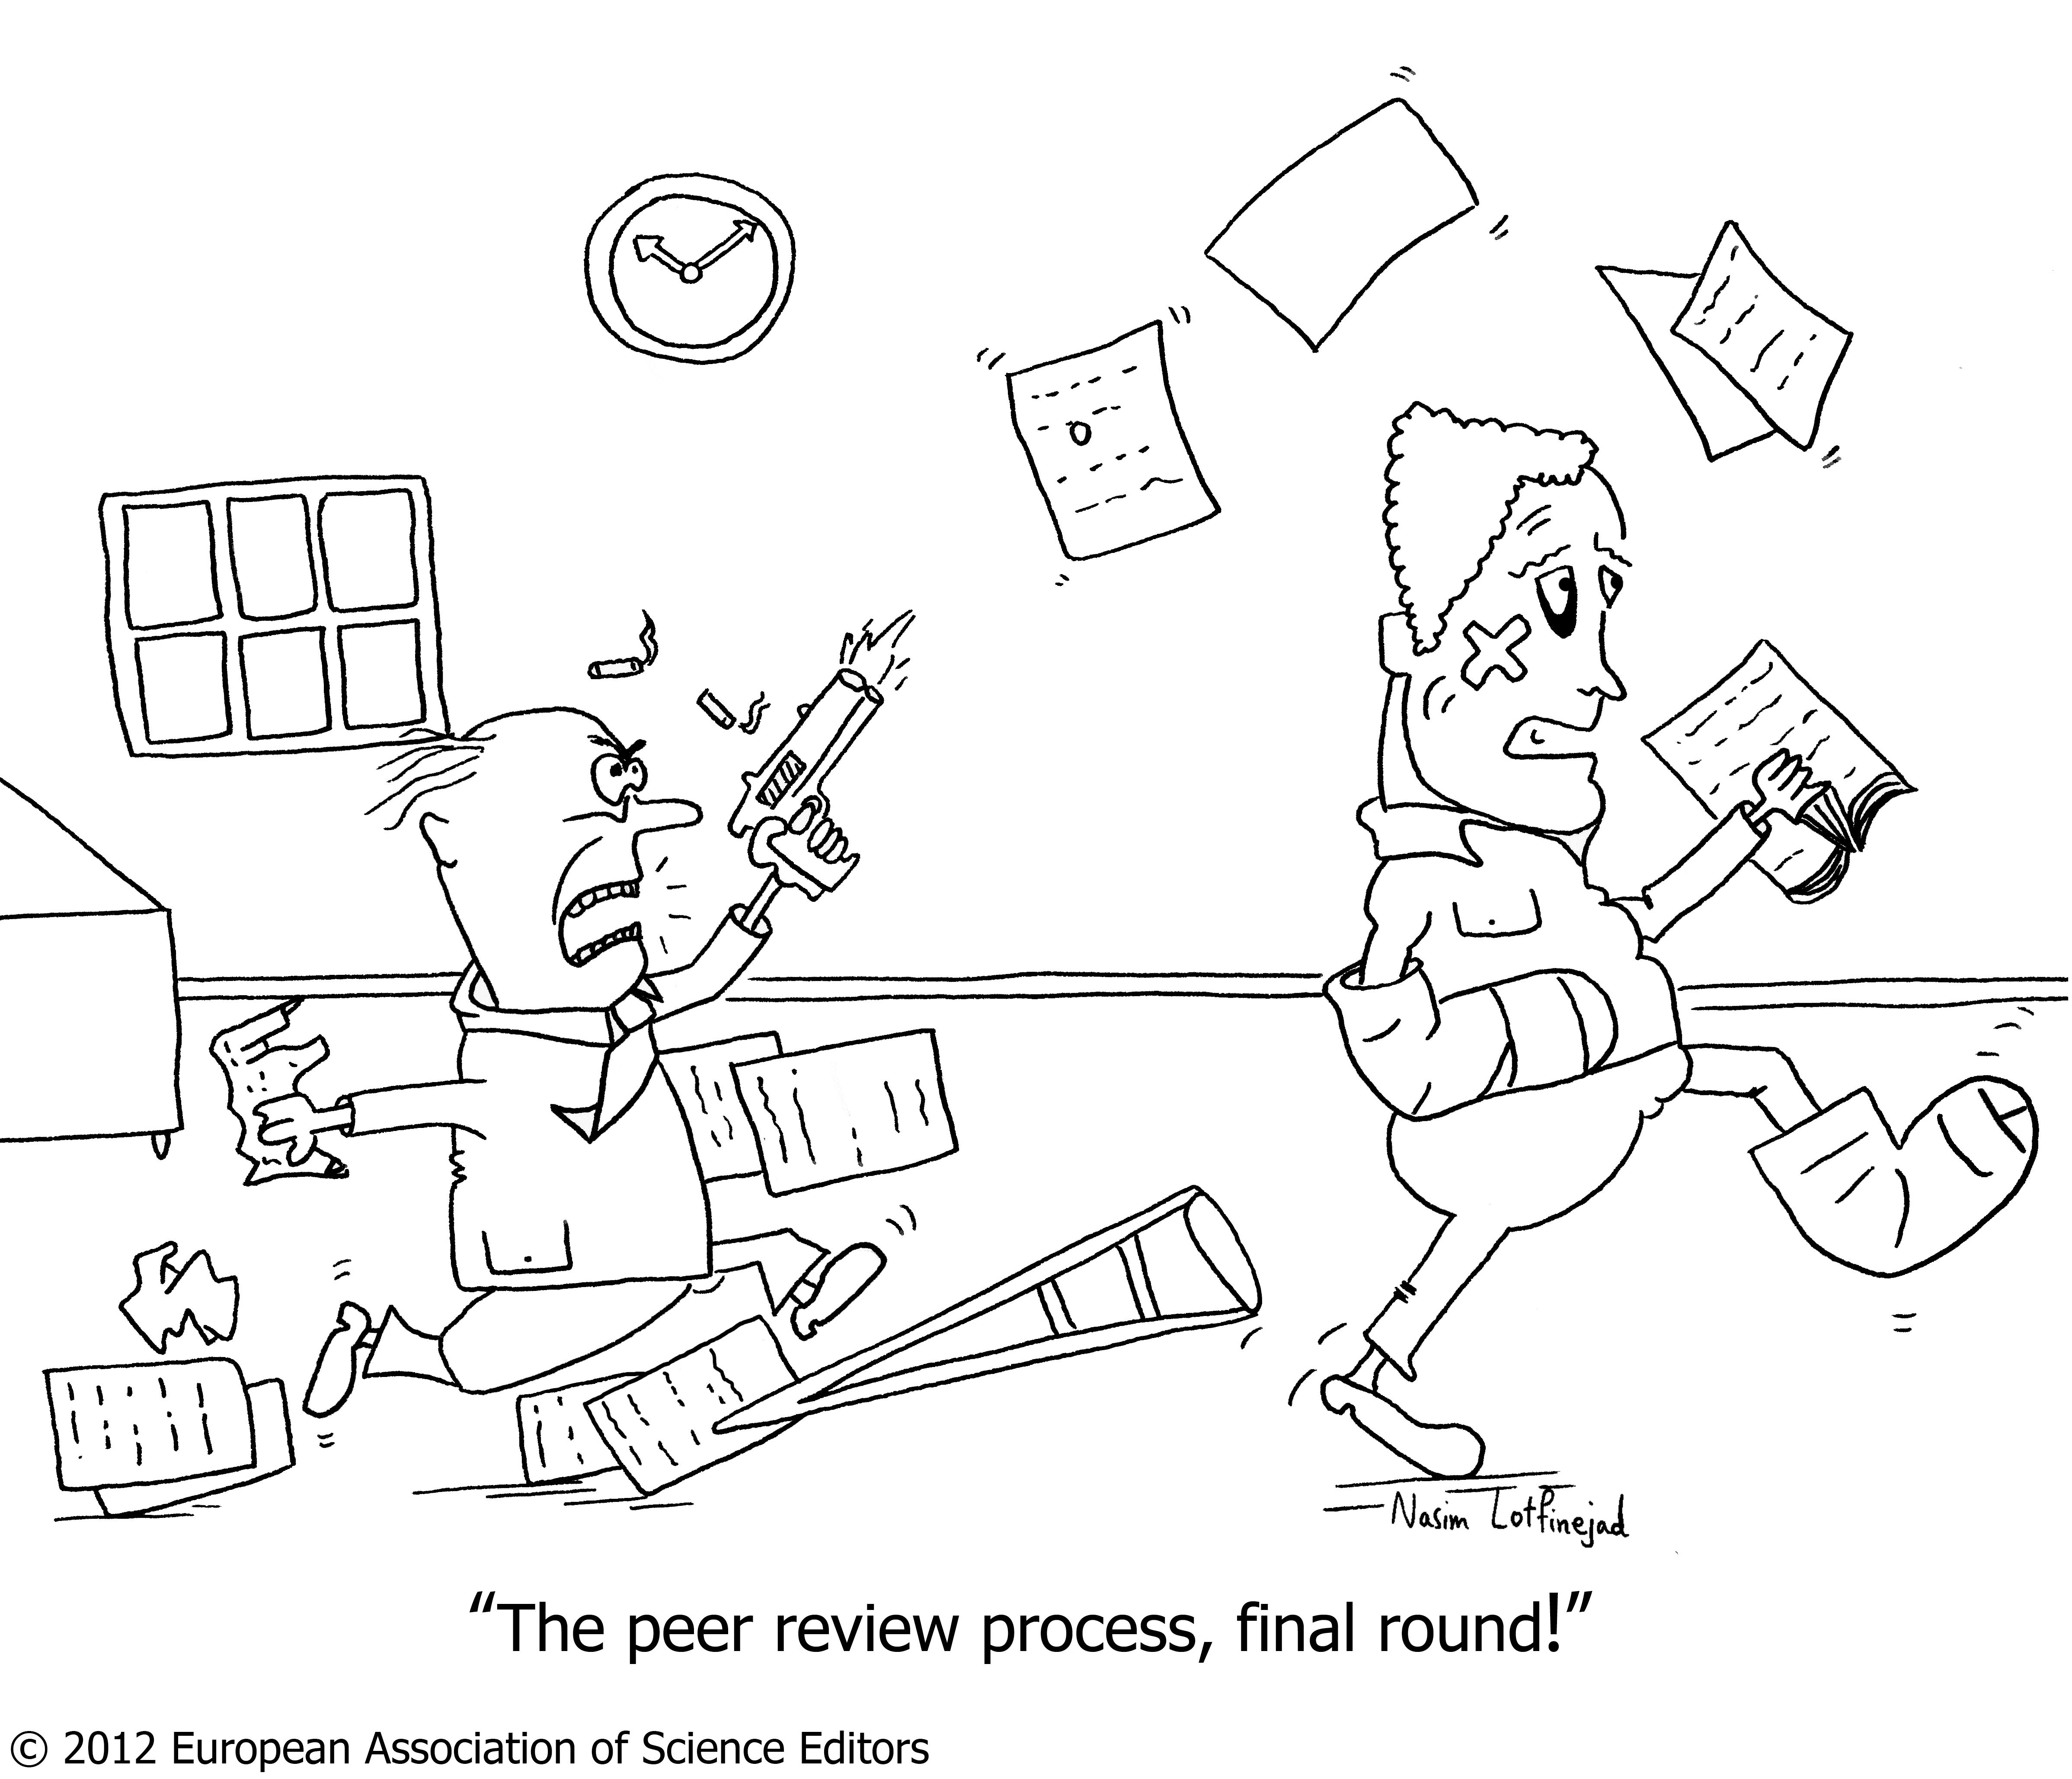 Nasim Lotfinejad
“The peer review process, final round!”
© 2012 European Association of Science Editors